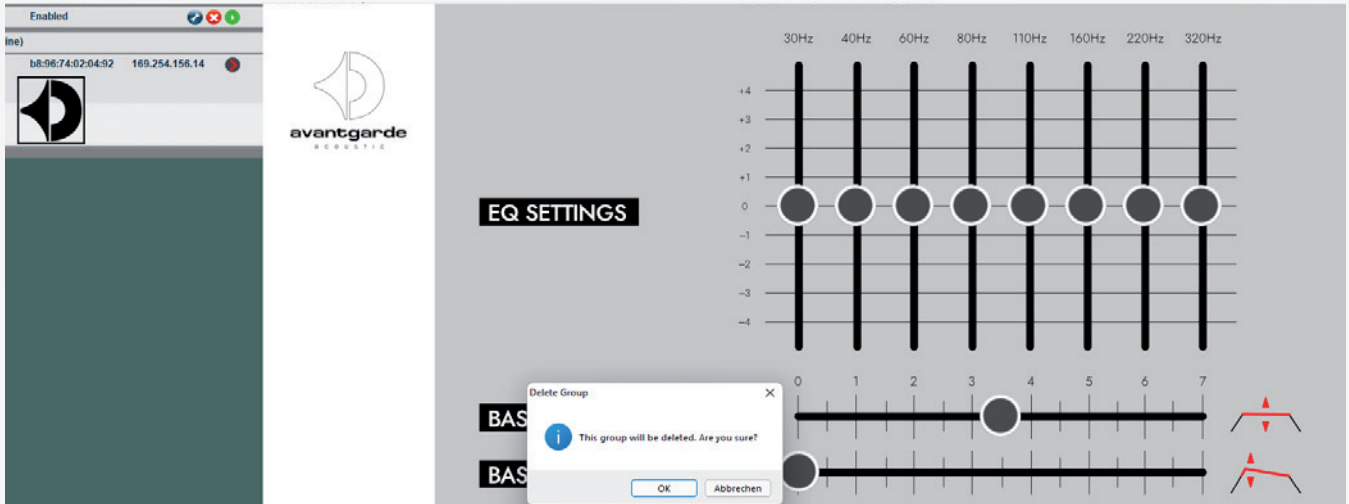 Enabled
ine)
b8:96:74:02:04:92 169.254.156.14
avantgarde
ACOUSTIC
30Hz 40Hz 60Hz 80Hz 110Hz 160Hz 220Hz 320Hz
+4
+3
+2
+1
EQ SETTINGS 0
-1
-2
-3
-4
0 1 2 3 4 5 6 7
Delete Group
BAS
This group will be deleted. Are you sure?
BAS
OK Abbrechen